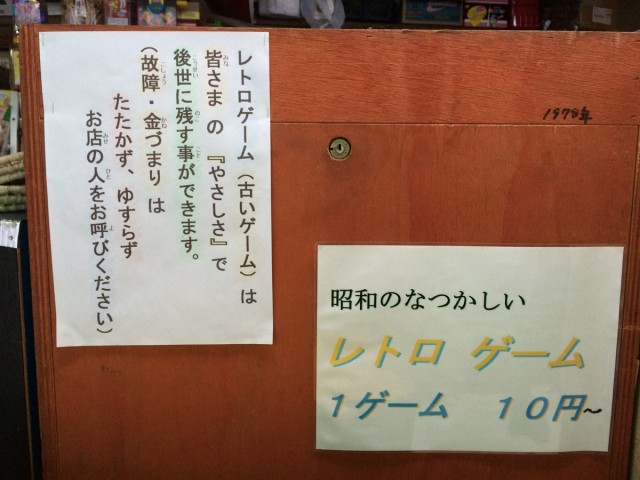 レトロゲーム（古いゲーム）は
皆さま の 『やさしさ』で
後世に残す事ができます。
（故障・金づまり は
たたかず、ゆすらず
お店の人をお呼びください）
1978年
昭和のなつかしい
レトロ ゲーム
１ゲーム １０円～